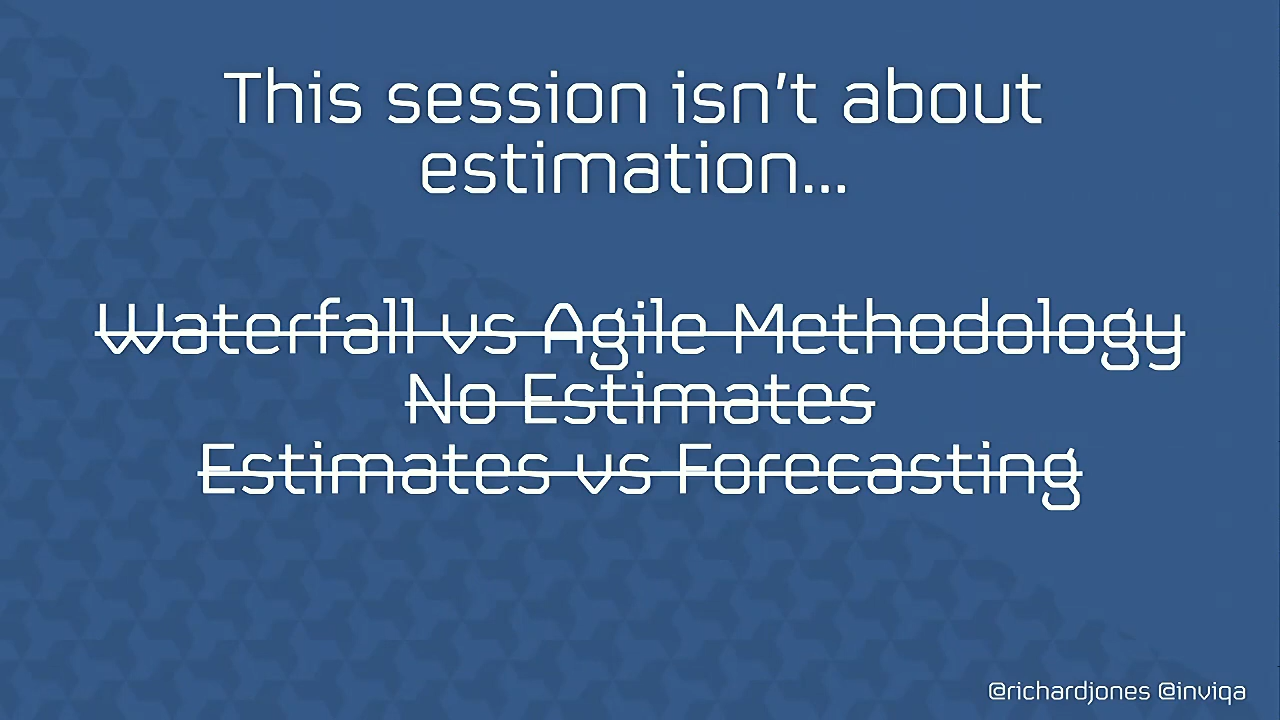 This session isn't about
estimation...
Waterfall vs Agile Methodology
No Estimates
Estimates vs Forecasting
@richardjones @inviqa